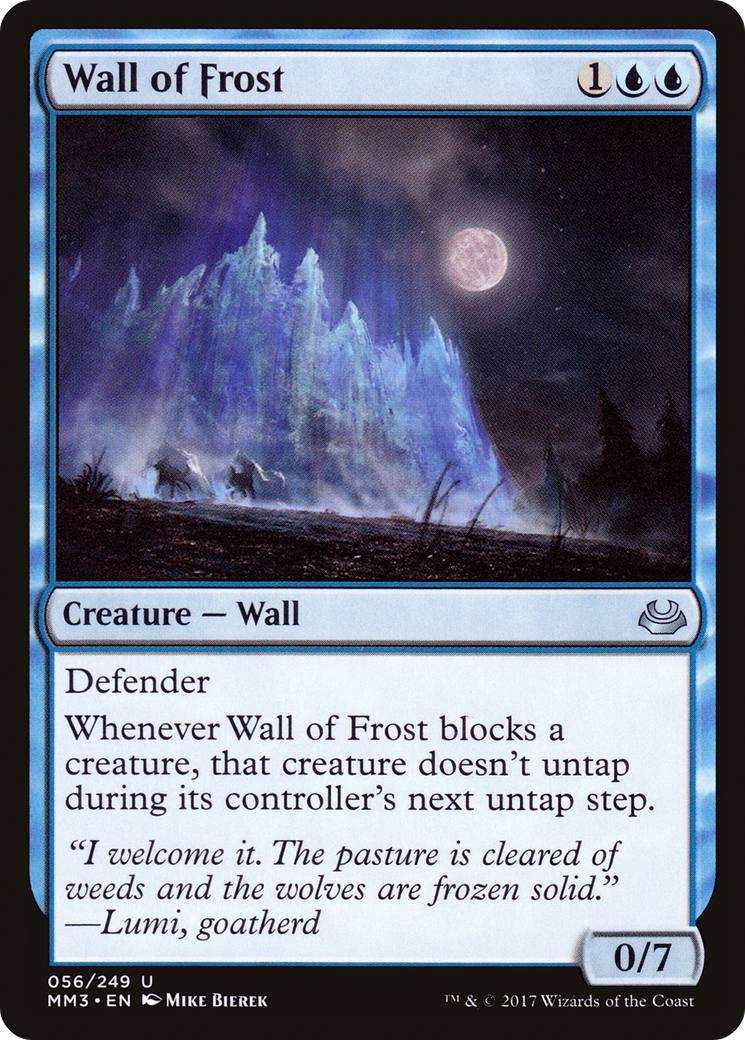 Wall of Frost 1
Creature — Wall
Defender
Whenever Wall of Frost blocks a
creature, that creature doesn't untap
during its controller's next untap step.
"I welcome it. The pasture is cleared of
weeds and the wolves are frozen solid."
—Lumi, goatherd
0/7
056/249 U
MM3 • EN Mike Bierek
™ & © 2017 Wizards of the Coast